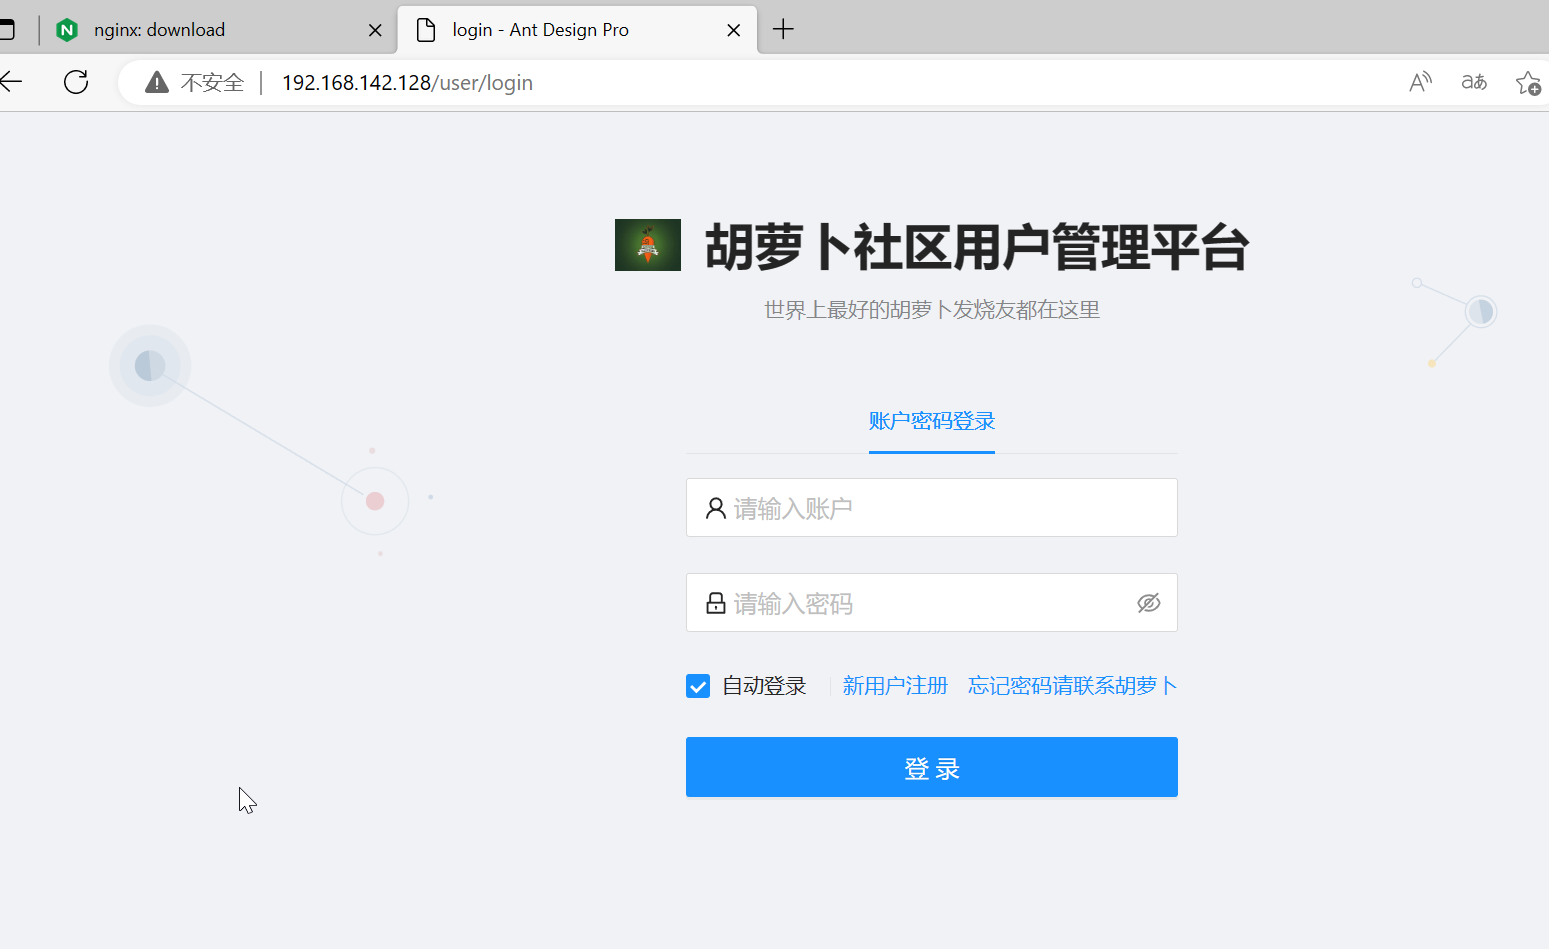 nginx: download
login - Ant Design Pro
不安全 192.168.142.128/user/login
胡萝卜社区用户管理平台
世界上最好的胡萝卜发烧友都在这里
账户密码登录
请输入账户
请输入密码
自动登录 新用户注册 忘记密码请联系胡萝卜
登 录